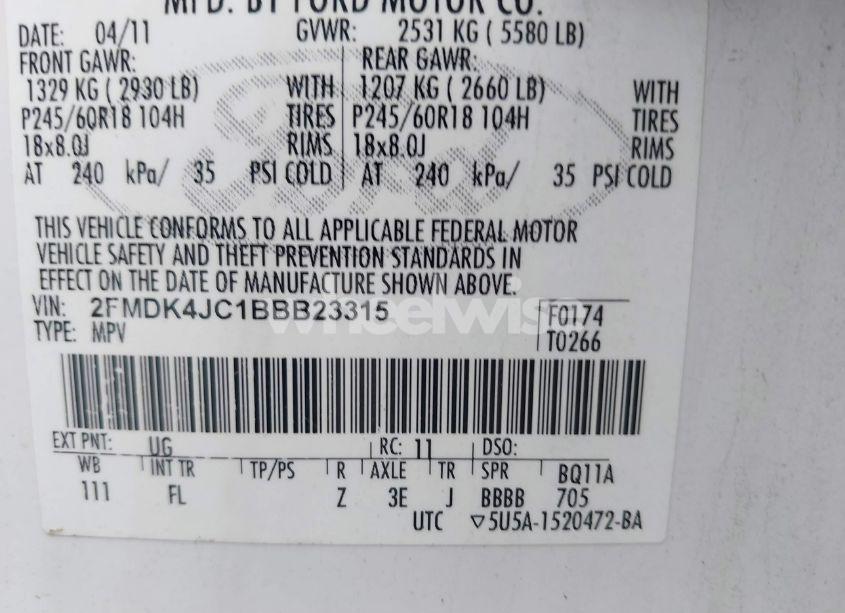 MFD. BY FORD MOTOR CO.
DATE: 04/11 GVWR: 2531 KG ( 5580 LB)
FRONT GAWR: REAR GAWR:
1329 KG ( 2930 LB) WITH 1207 KG ( 2660 LB) WITH
P245/60R18 104H TIRES P245/60R18 104H TIRES
18x8.0J RIMS 18x8.0J RIMS
AT 240 kPa/ 35 PSI COLD AT 240 kPa/ 35 PSI COLD
THIS VEHICLE CONFORMS TO ALL APPLICABLE FEDERAL MOTOR
VEHICLE SAFETY AND THEFT PREVENTION STANDARDS IN
EFFECT ON THE DATE OF MANUFACTURE SHOWN ABOVE.
VIN: 2FMDK4JC1BBB23315 F0174
TYPE: MPV T0266
wheelwise
EXT PNT: UG RC: 11 DSO:
WB INT TR TP/PS R AXLE TR SPR BQ11A
111 FL Z 3E J BBBB 705
UTC ▽5U5A-1520472-BA